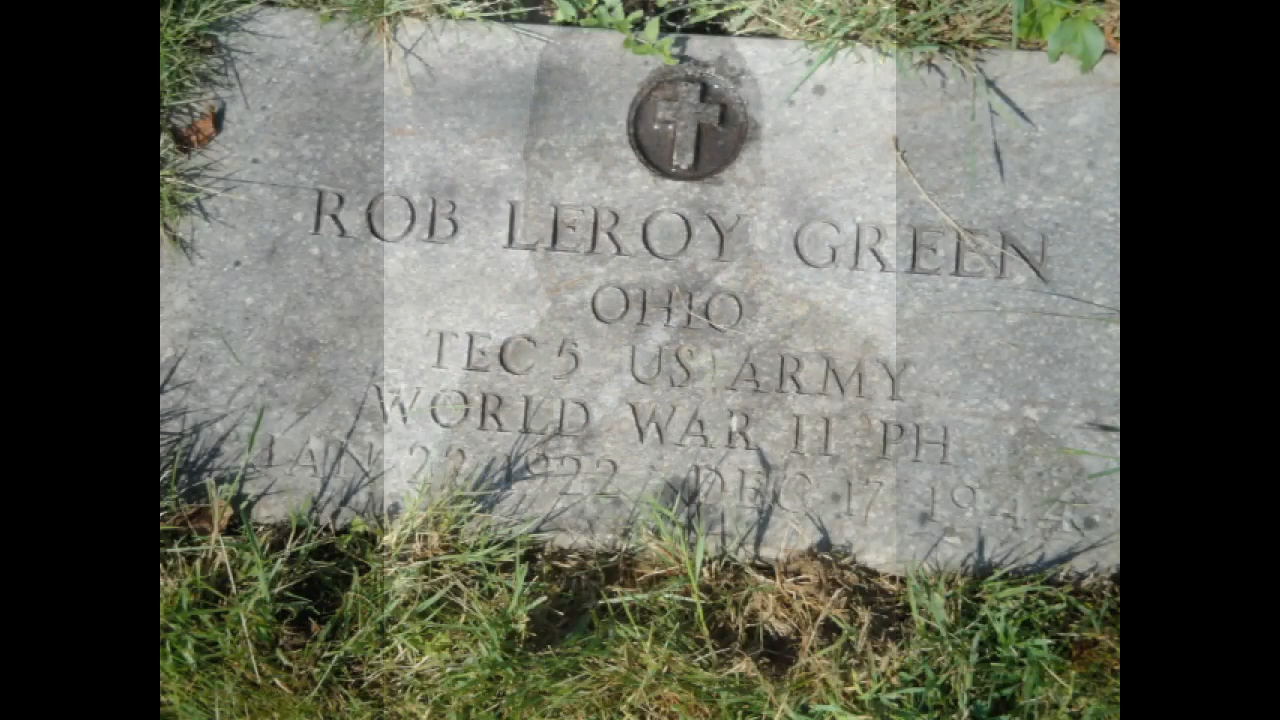 ROB LEROY GREEN
OHIO
TEC 5 US ARMY
WORLD WAR II PH
JAN 22 1922 DEC 17 1944